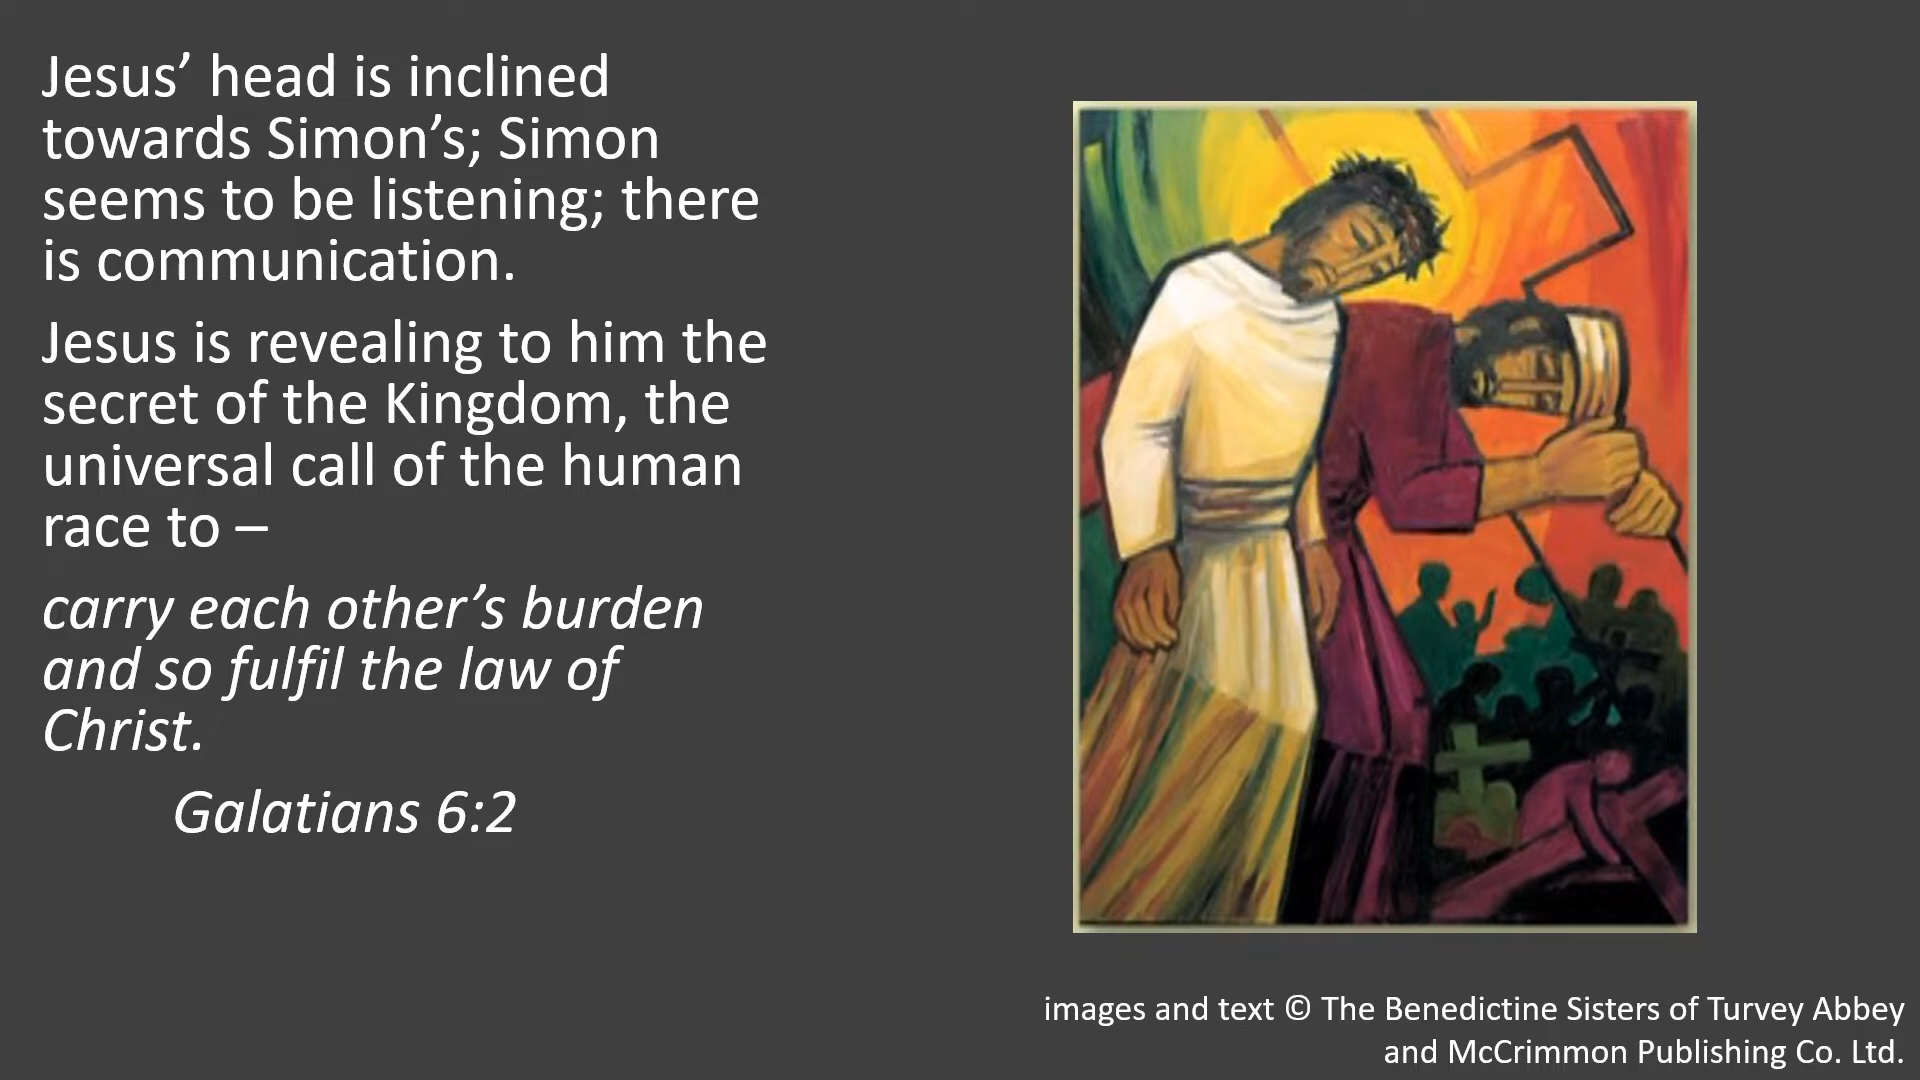 Jesus’ head is inclined
towards Simon’s; Simon
seems to be listening; there
is communication.
Jesus is revealing to him the
secret of the Kingdom, the
universal call of the human
race to –
carry each other’s burden
and so fulfil the law of
Christ.
Galatians 6:2
images and text © The Benedictine Sisters of Turvey Abbey
and McCrimmon Publishing Co. Ltd.